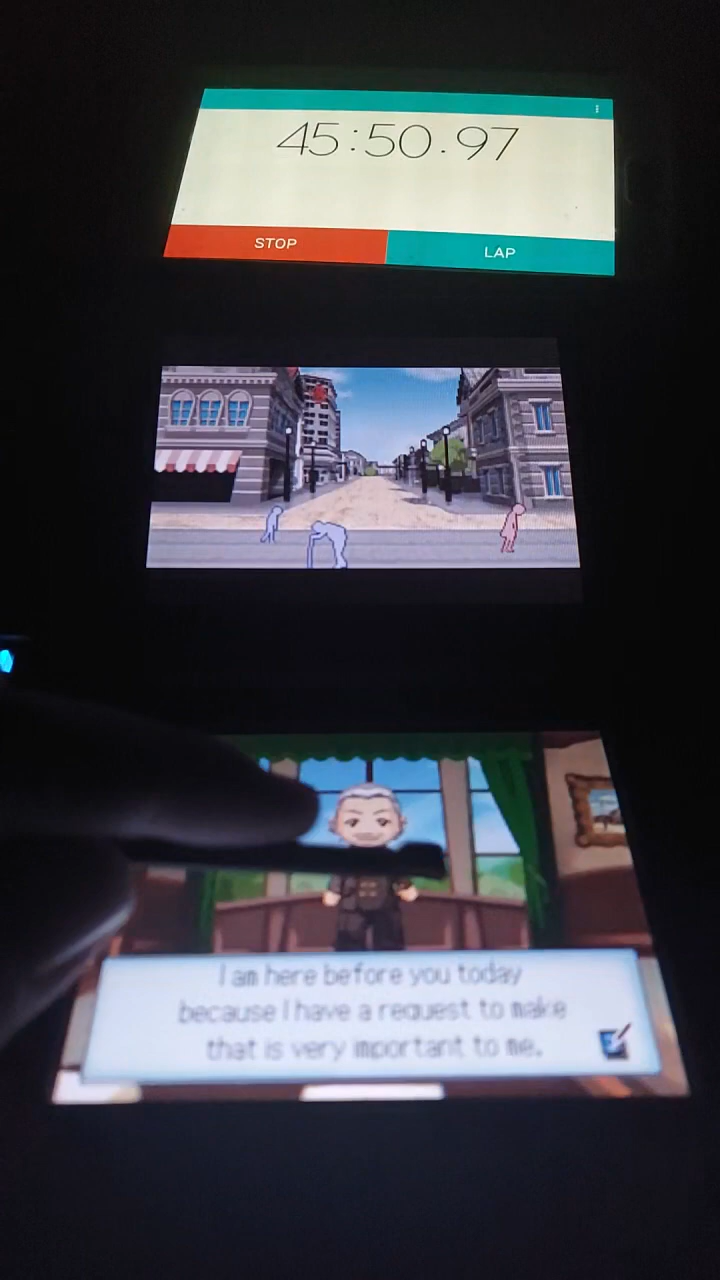 45:50.97
STOP
LAP
I am here before you today
because I have a request to make
that is very important to me.